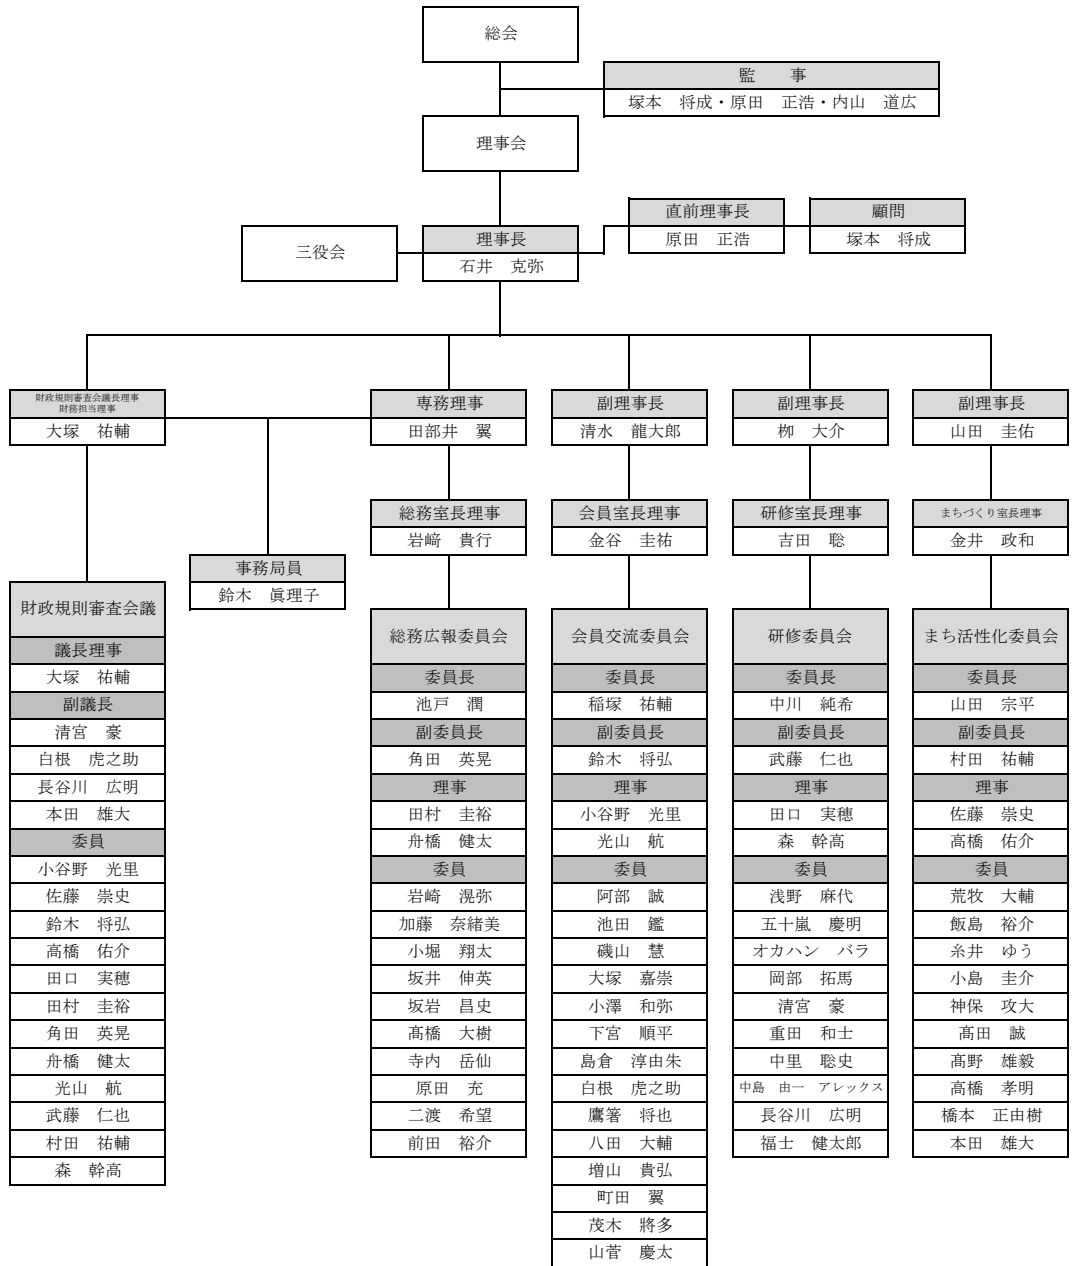 総会
監　　事
塚本　将成・原田　正浩・内山　道広
理事会
直前理事長
原田　正浩
顧問
塚本　将成
三役会
理事長
石井　克弥
財政規則審査会議長理事
財務担当理事
大塚　祐輔
専務理事
田部井　翼
副理事長
清水　龍大郎
副理事長
栁　大介
副理事長
山田　圭佑
総務室長理事
岩﨑　貴行
会員室長理事
金谷　圭祐
研修室長理事
吉田　聡
まちづくり室長理事
金井　政和
事務局員
鈴木　眞理子
財政規則審査会議
議長理事
大塚　祐輔
副議長
清宮　豪
白根　虎之助
長谷川　広明
本田　雄大
委員
小谷野　光里
佐藤　崇史
鈴木　将弘
高橋　佑介
田口　実穂
田村　圭裕
角田　英晃
舟橋　健太
光山　航
武藤　仁也
村田　祐輔
森　幹高
総務広報委員会
委員長
池戸　潤
副委員長
角田　英晃
理事
田村　圭裕
舟橋　健太
委員
岩崎　滉弥
加藤　奈緒美
小堀　翔太
坂井　伸英
坂岩　昌史
髙橋　大樹
寺内　岳仙
原田　充
二渡　希望
前田　裕介
会員交流委員会
委員長
稲塚　祐輔
副委員長
鈴木　将弘
理事
小谷野　光里
光山　航
委員
阿部　誠
池田　鑑
磯山　慧
大塚　嘉崇
小澤　和弥
下宮　順平
島倉　淳由朱
白根　虎之助
鷹箸　将也
八田　大輔
増山　貴弘
町田　翼
茂木　將多
山菅　慶太
研修委員会
委員長
中川　純希
副委員長
武藤　仁也
理事
田口　実穂
森　幹高
委員
浅野　麻代
五十嵐　慶明
オカハン　バラ
岡部　拓馬
清宮　豪
重田　和士
中里　聡史
中島　由一　アレックス
長谷川　広明
福士　健太郎
まち活性化委員会
委員長
山田　宗平
副委員長
村田　祐輔
理事
佐藤　崇史
高橋　佑介
委員
荒牧　大輔
飯島　裕介
糸井　ゆう
小島　圭介
神保　攻大
髙田　誠
髙野　雄毅
高橋　孝明
橋本　正由樹
本田　雄大